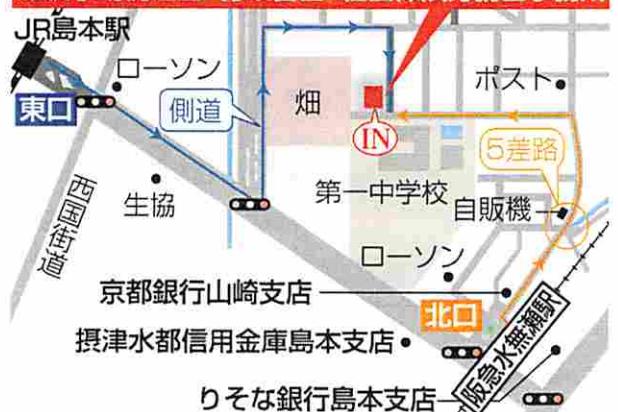 JR島本駅
ローソン
ポスト
東口
側道
畑
IN
5差路
西国街道
生協
第一中学校
自販機
ローソン
京都銀行山崎支店
北口
摂津水都信用金庫島本支店
阪急水無瀬駅
りそな銀行島本支店